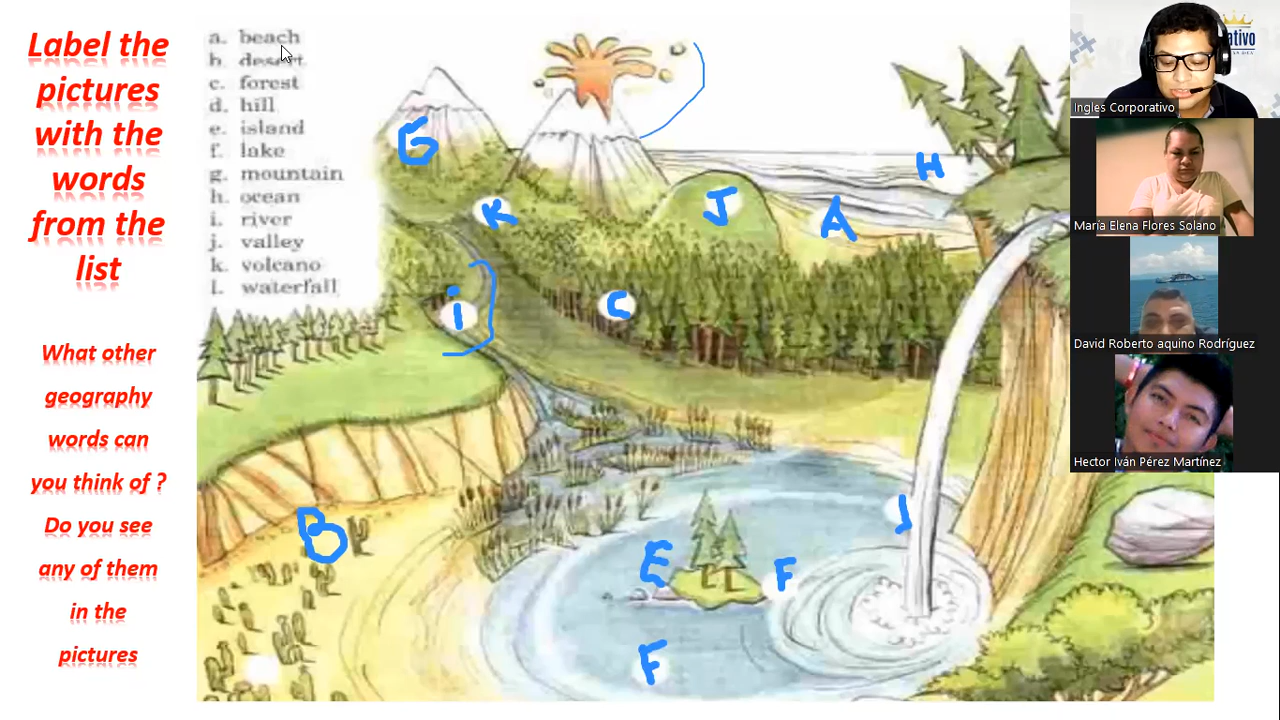 Label the
pictures
with the
words
from the
list
What other
geography
words can
you think of ?
Do you see
any of them
in the
pictures
a. beach
b. desert
c. forest
d. hill
e. island
f. lake
g. mountain
h. ocean
i. river
j. valley
k. volcano
l. waterfall
G
H
K
J
A
i
C
B
J
E
F
F
ativo
Ingles Corporativo
María Elena Flores Solano
David Roberto aquino Rodríguez
Hector Iván Pérez Martínez